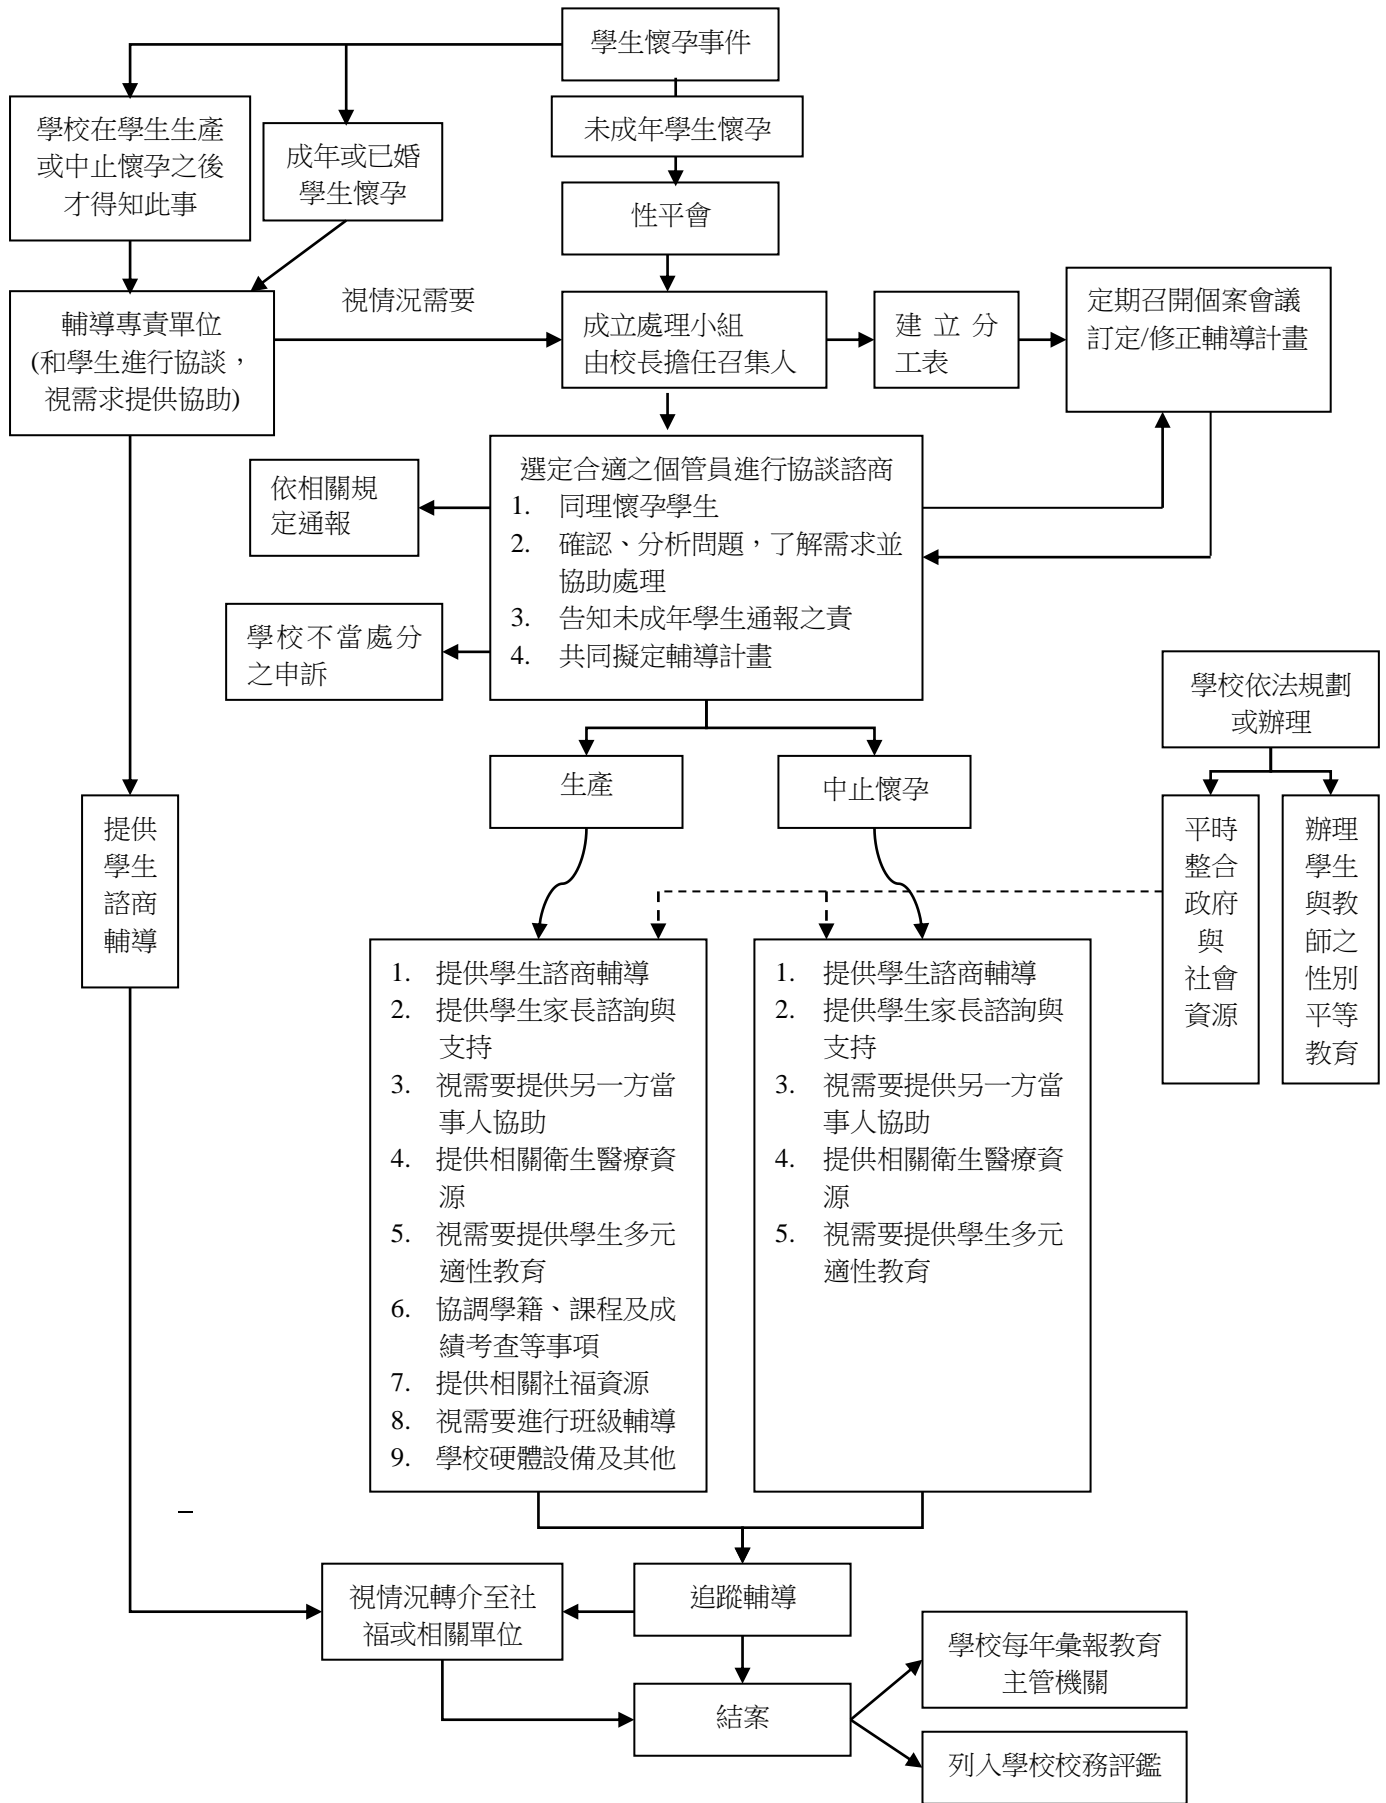 學生懷孕事件
學校在學生生產
或中止懷孕之後
才得知此事
成年或已婚
學生懷孕
未成年學生懷孕
性平會
輔導專責單位
(和學生進行協談，
視需求提供協助)
視情況需要
成立處理小組
由校長擔任召集人
建立分
工表
定期召開個案會議
訂定/修正輔導計畫
依相關規
定通報
學校不當處分
之申訴
選定合適之個管員進行協談諮商
1. 同理懷孕學生
2. 確認、分析問題，了解需求並
協助處理
3. 告知未成年學生通報之責
4. 共同擬定輔導計畫
學校依法規劃
或辦理
生產
中止懷孕
提供
學生
諮商
輔導
平時
整合
政府
與
社會
資源
辦理
學生
與教
師之
性別
平等
教育
1. 提供學生諮商輔導
2. 提供學生家長諮詢與
支持
3. 視需要提供另一方當
事人協助
4. 提供相關衛生醫療資
源
5. 視需要提供學生多元
適性教育
6. 協調學籍、課程及成
績考查等事項
7. 提供相關社福資源
8. 視需要進行班級輔導
9. 學校硬體設備及其他
1. 提供學生諮商輔導
2. 提供學生家長諮詢與
支持
3. 視需要提供另一方當
事人協助
4. 提供相關衛生醫療資
源
5. 視需要提供學生多元
適性教育
視情況轉介至社
福或相關單位
追蹤輔導
結案
學校每年彙報教育
主管機關
列入學校校務評鑑